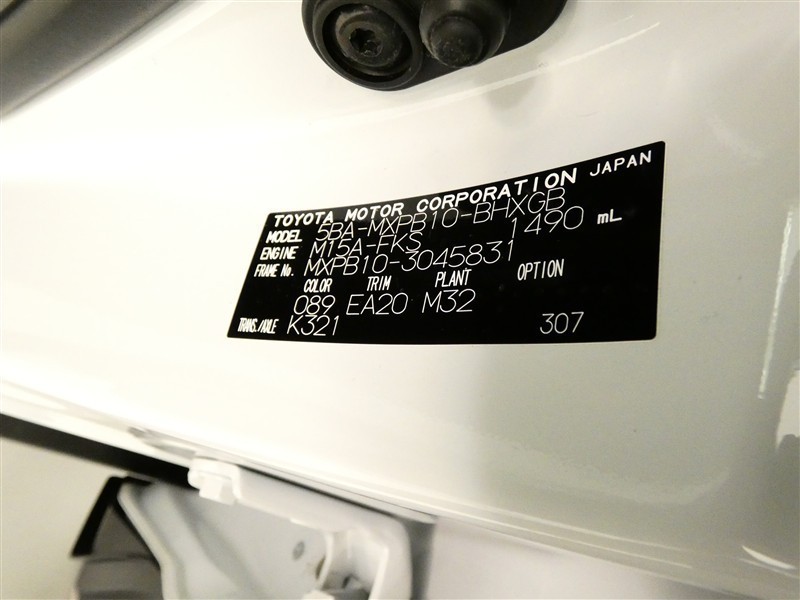 TOYOTA MOTOR CORPORATION JAPAN
MODEL 5BA-MXPB10-BHXGB
ENGINE M15A-FKS 1490 mL
FRAME No. MXPB10-3045831
COLOR TRIM PLANT OPTION
089 EA20 M32
TRANS./AXLE K321 307